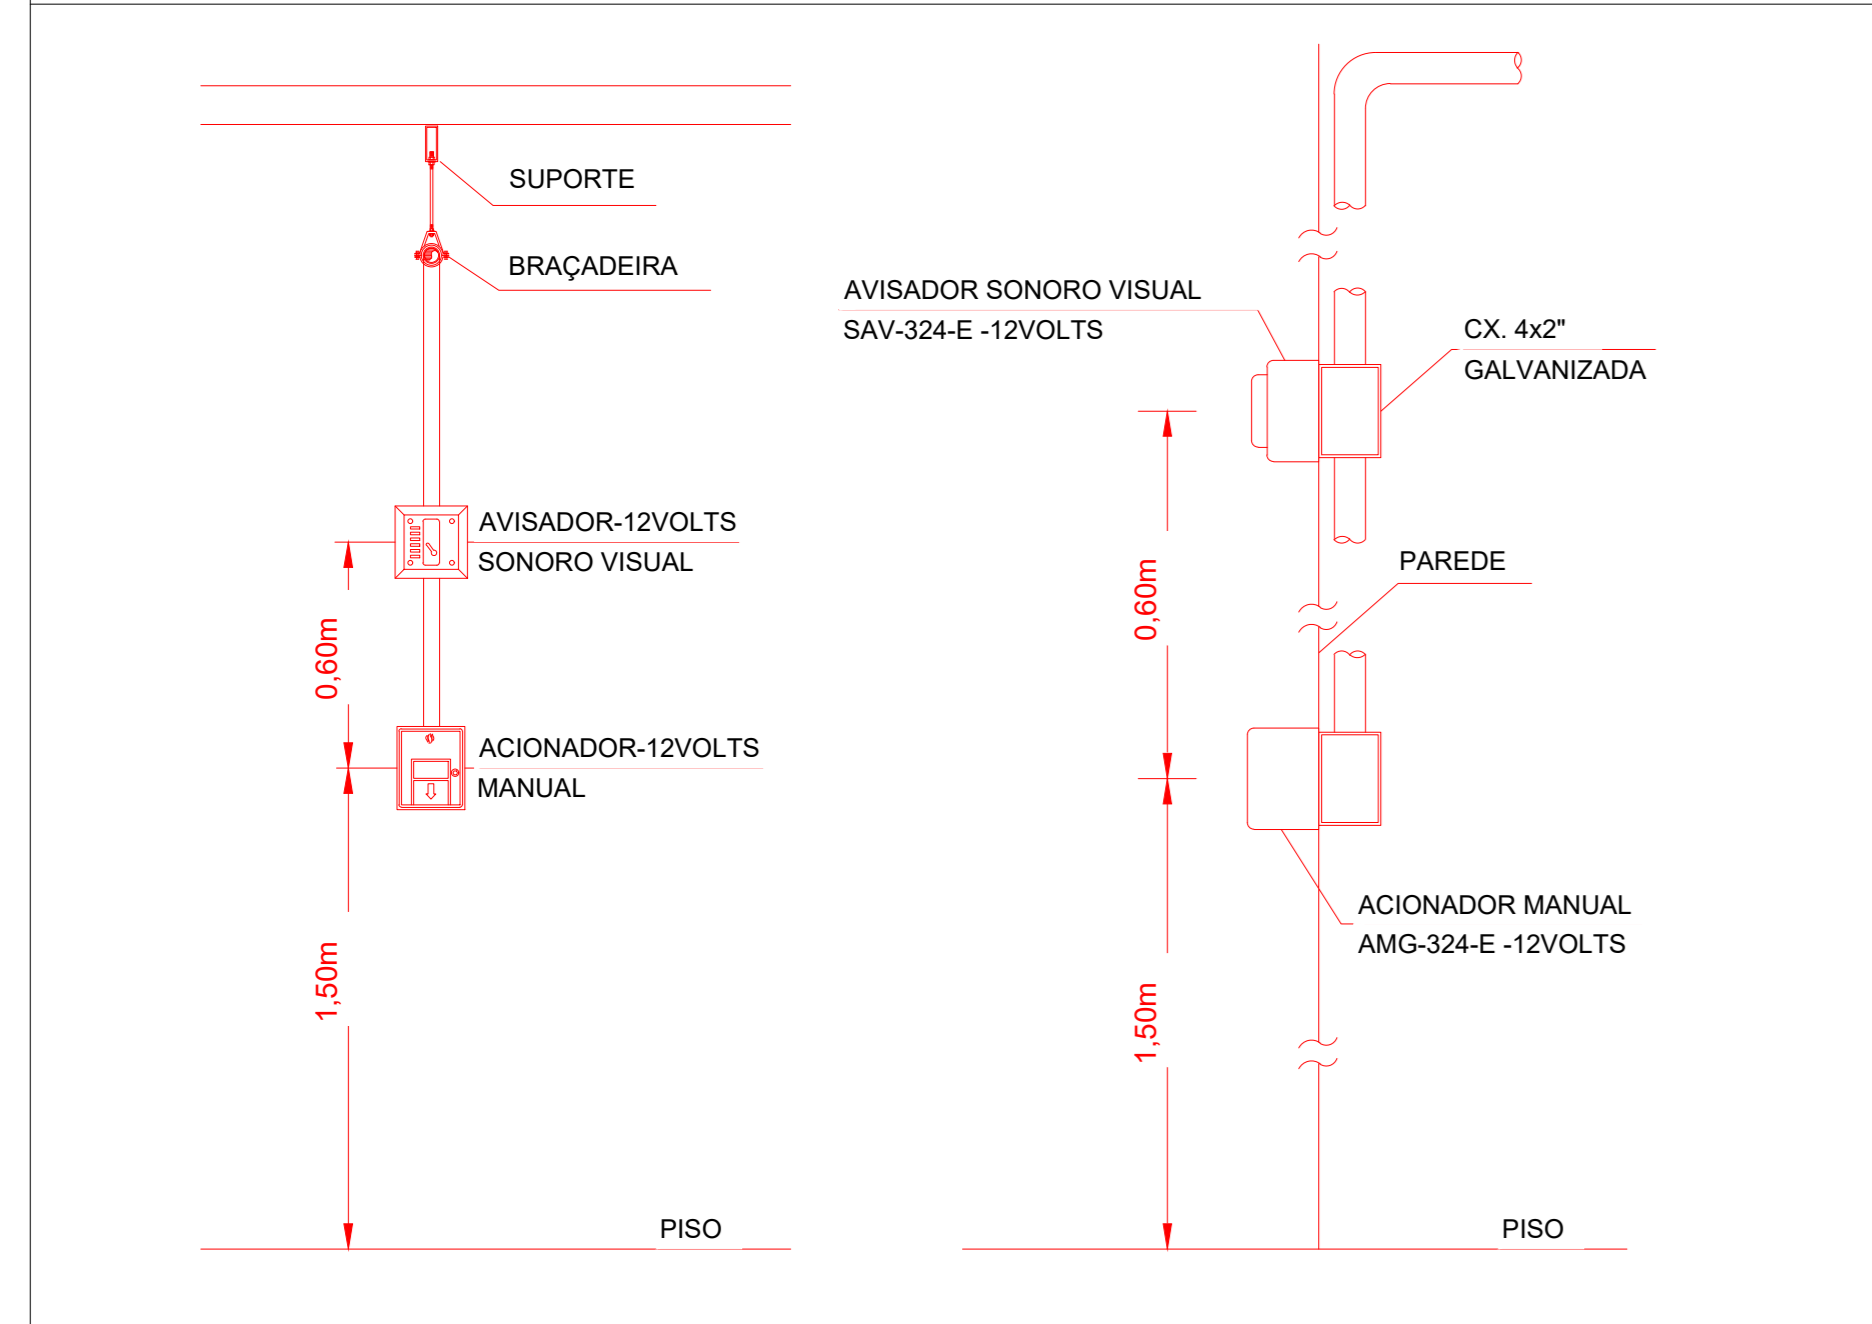 SUPORTE
BRAÇADEIRA
AVISADOR-12VOLTS
SONORO VISUAL
0,60m
ACIONADOR-12VOLTS
MANUAL
1,50m
PISO
AVISADOR SONORO VISUAL
SAV-324-E -12VOLTS
CX. 4x2"
GALVANIZADA
PAREDE
0,60m
ACIONADOR MANUAL
AMG-324-E -12VOLTS
1,50m
PISO